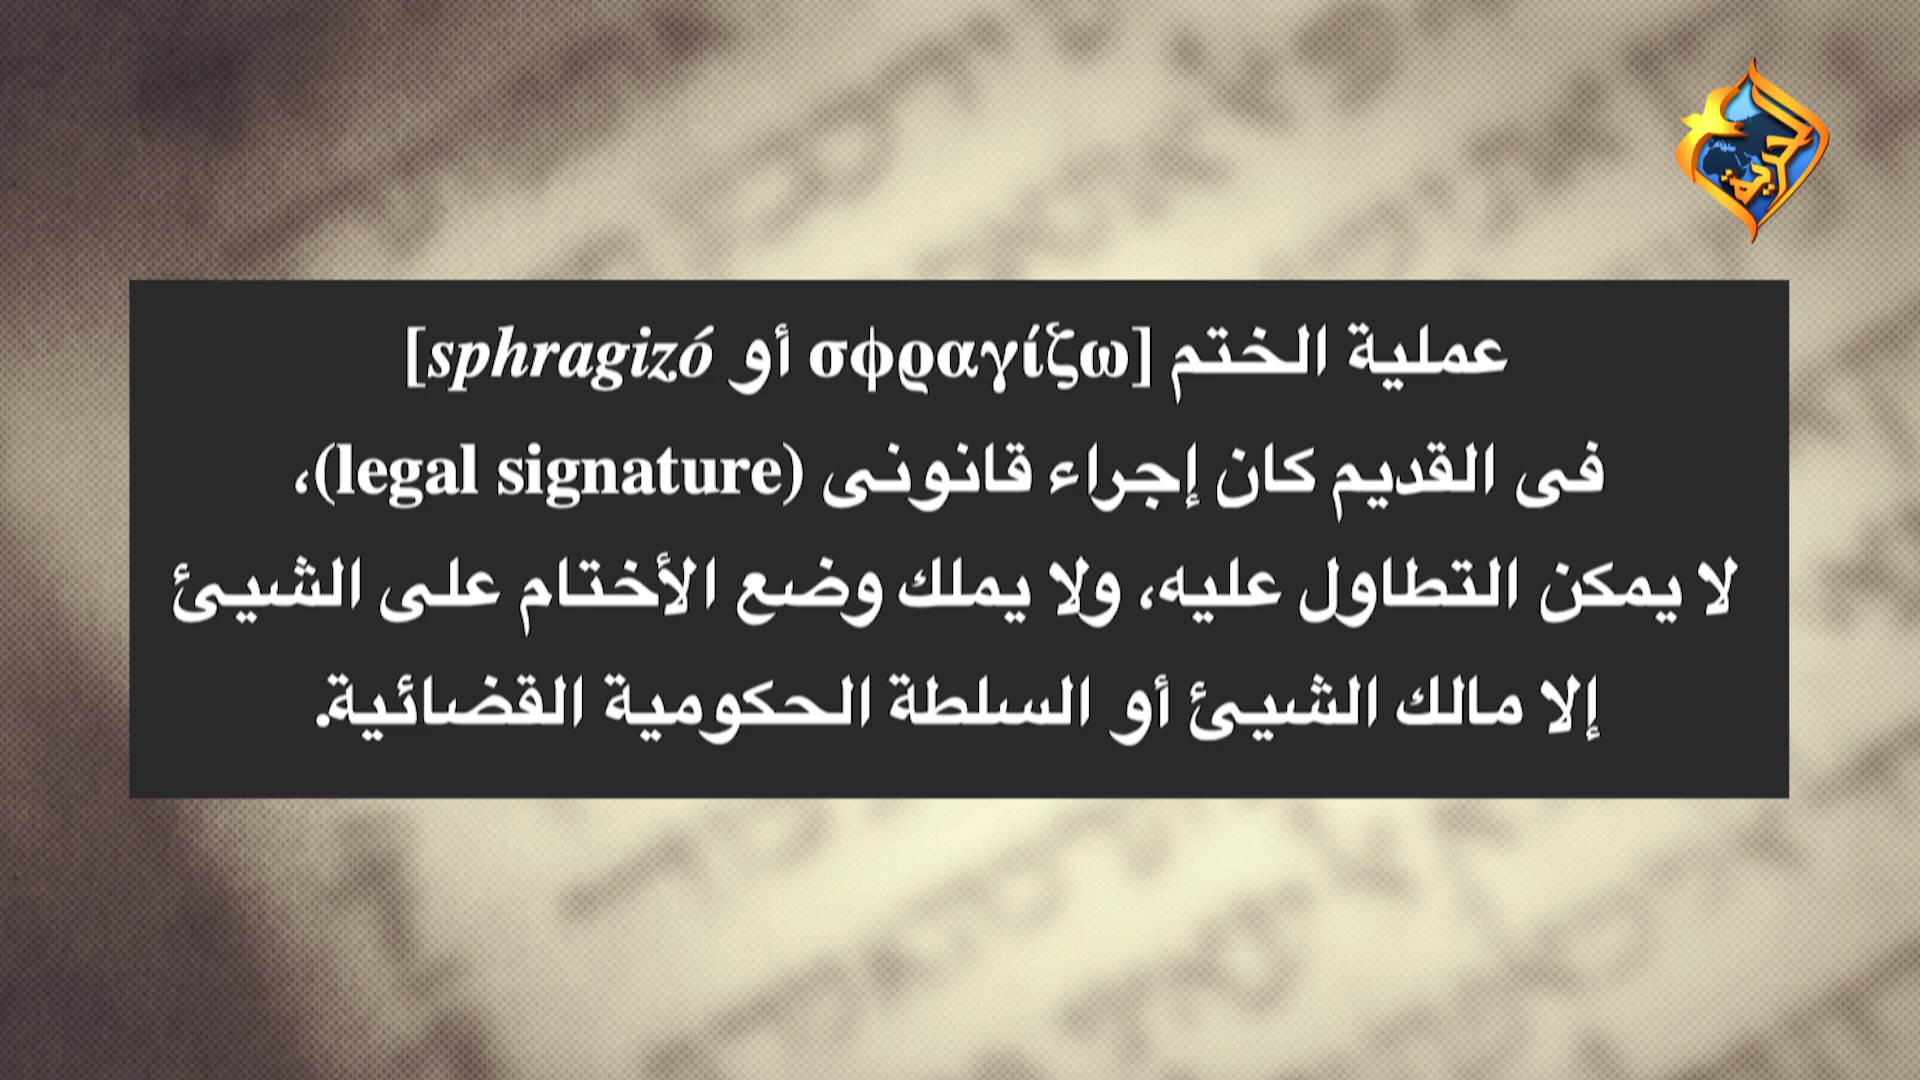 الحرية
عملية الختم [σφραγίζω أو sphragizó]
فى القديم كان إجراء قانونى (legal signature)،
لا يمكن التطاول عليه، ولا يملك وضع الأختام على الشيئ
إلا مالك الشيئ أو السلطة الحكومية القضائية.